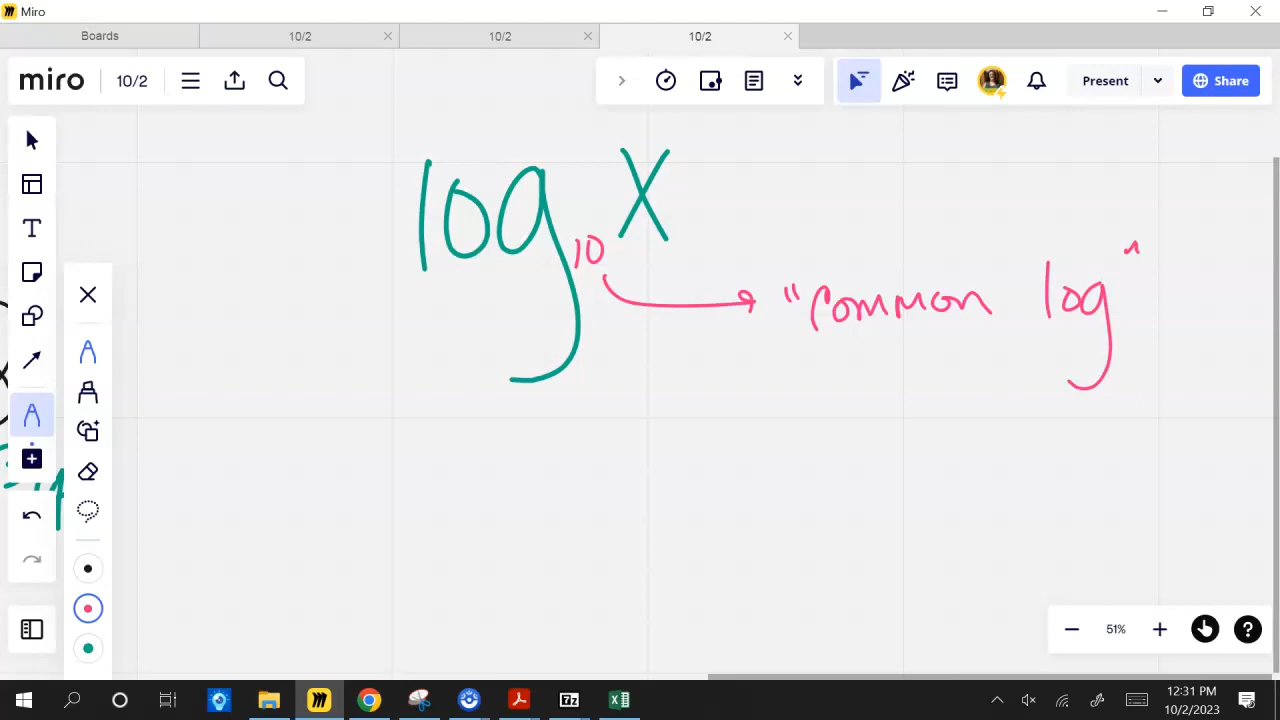 Miro
Boards
10/2
10/2
10/2
miro
10/2
Present
Share
log₁₀ X
"Common log"
51%
12:31 PM
10/2/2023